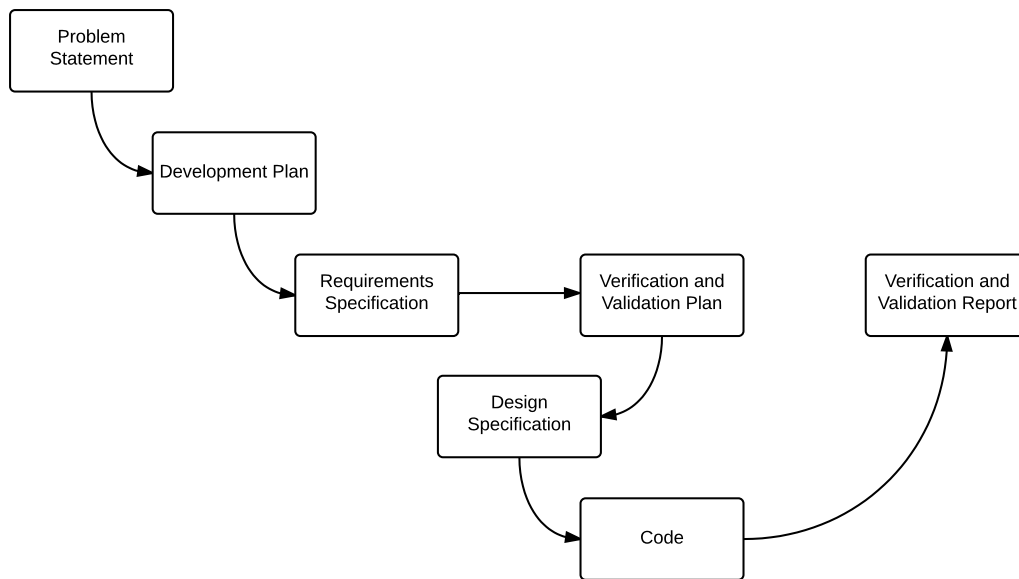 Problem
Statement
Development Plan
Requirements
Specification
Verification and
Validation Plan
Verification and
Validation Report
Design
Specification
Code